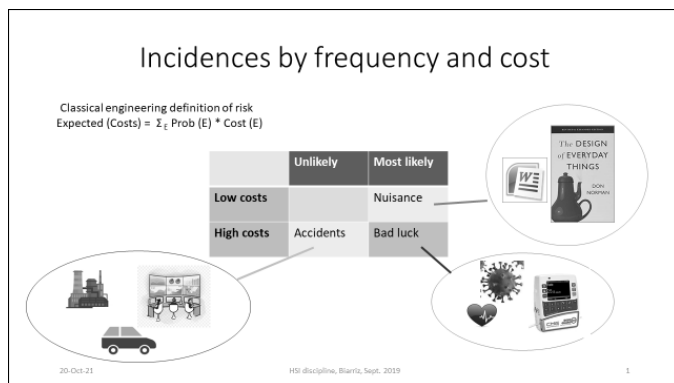 Incidences by frequency and cost
Classical engineering definition of risk
Expected (Costs) = Σ_E Prob (E) * Cost (E)
Unlikely Most likely
Low costs Nuisance
High costs Accidents Bad luck
The DESIGN
of EVERYDAY
THINGS
DON
NORMAN
W
20-Oct-21 HSI discipline, Biarriz, Sept. 2019 1